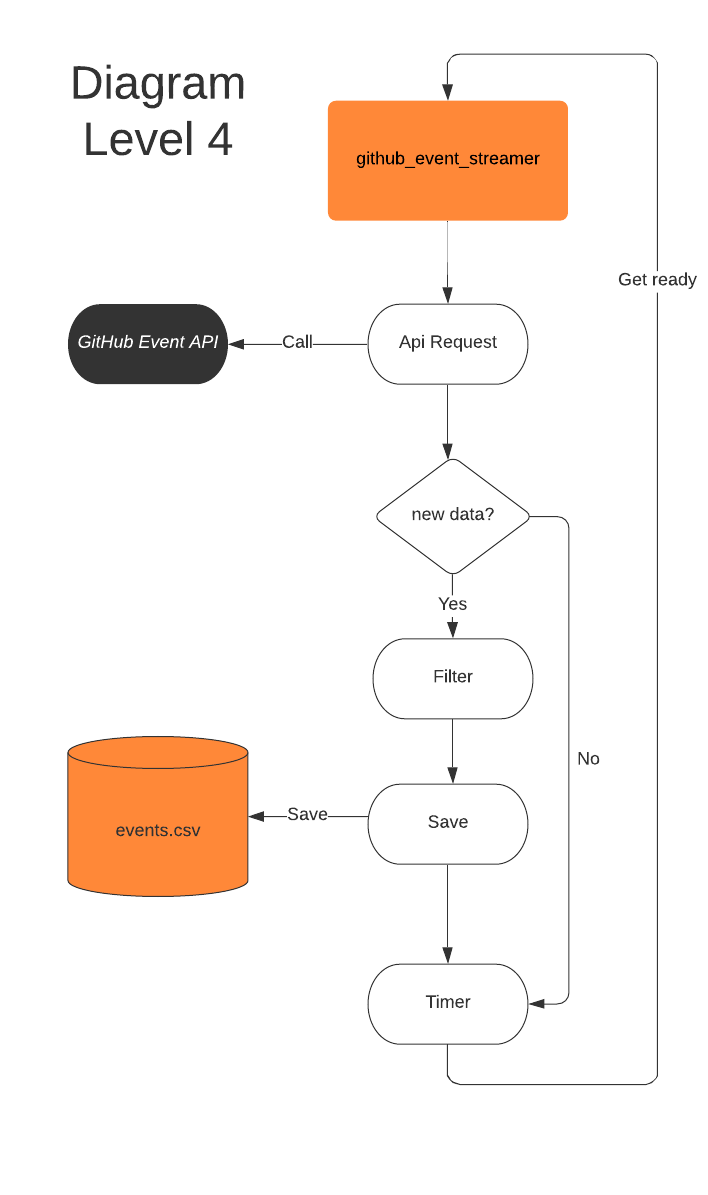 Diagram
Level 4
github_event_streamer
Get ready
GitHub Event API
Call
Api Request
new data?
Yes
Filter
No
events.csv
Save
Save
Timer